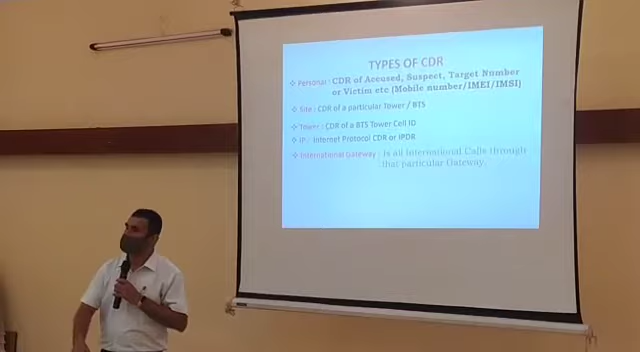 TYPES OF CDR
❖ Personal : CDR of Accused, Suspect, Target Number
or Victim etc (Mobile number/IMEI/IMSI)
❖ Site : CDR of a particular Tower / BTS
❖ Tower : CDR of a BTS Tower Cell ID
❖ IP : Internet Protocol CDR or IPDR
❖ International Gateway : Is all International Calls through
that particular Gateway.